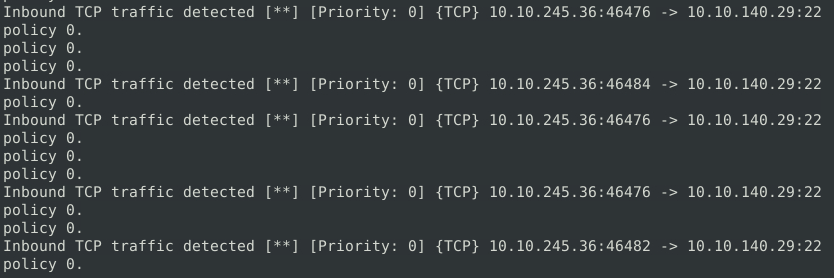 Inbound TCP traffic detected [**] [Priority: 0] {TCP} 10.10.245.36:46476 -> 10.10.140.29:22
policy 0.
policy 0.
policy 0.
Inbound TCP traffic detected [**] [Priority: 0] {TCP} 10.10.245.36:46484 -> 10.10.140.29:22
policy 0.
Inbound TCP traffic detected [**] [Priority: 0] {TCP} 10.10.245.36:46476 -> 10.10.140.29:22
policy 0.
policy 0.
policy 0.
Inbound TCP traffic detected [**] [Priority: 0] {TCP} 10.10.245.36:46476 -> 10.10.140.29:22
policy 0.
policy 0.
Inbound TCP traffic detected [**] [Priority: 0] {TCP} 10.10.245.36:46482 -> 10.10.140.29:22
policy 0.